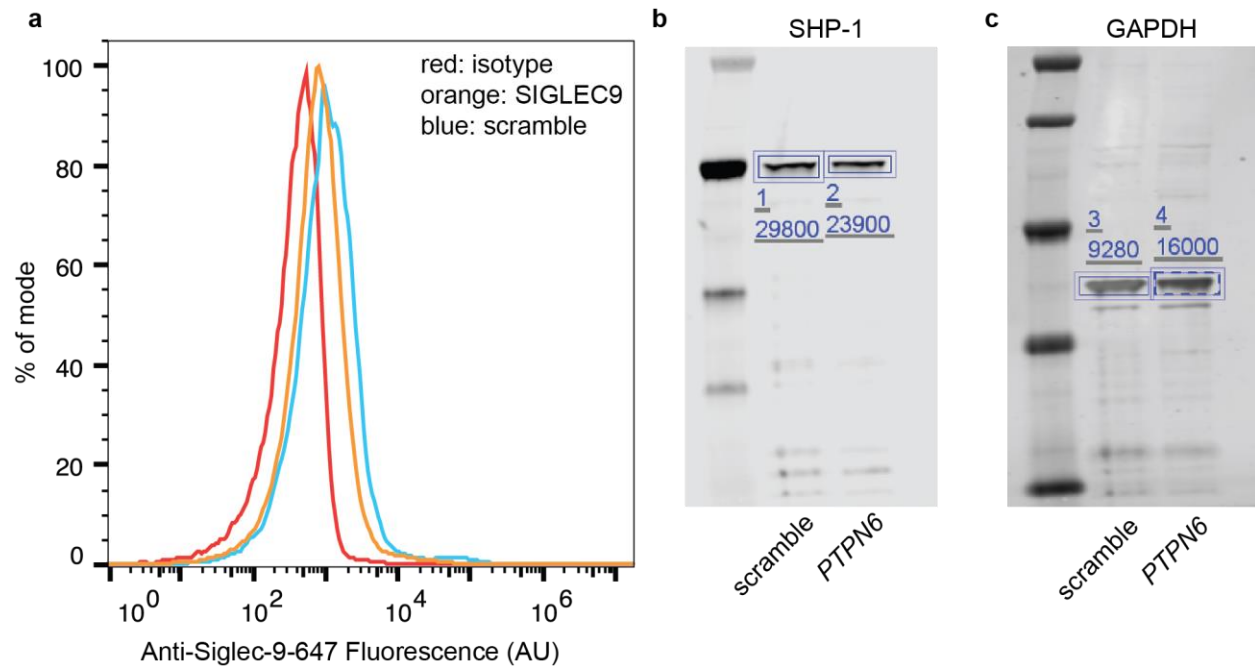 a
red: isotype
orange: SIGLEC9
blue: scramble
100
80
60
40
20
0
% of mode
10^0
10^2
10^4
10^6
Anti-Siglec-9-647 Fluorescence (AU)
b
SHP-1
1
2
29800
23900
scramble
PTPN6
c
GAPDH
3
4
9280
16000
scramble
PTPN6